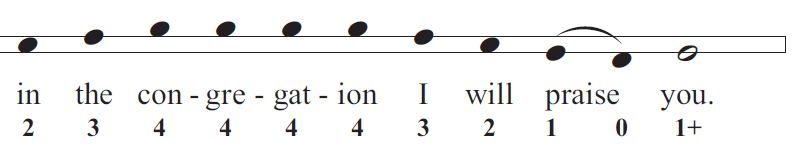 in the con - gre - gat - ion I will praise you.
2 3 4 4 4 4 3 2 1 0 1+